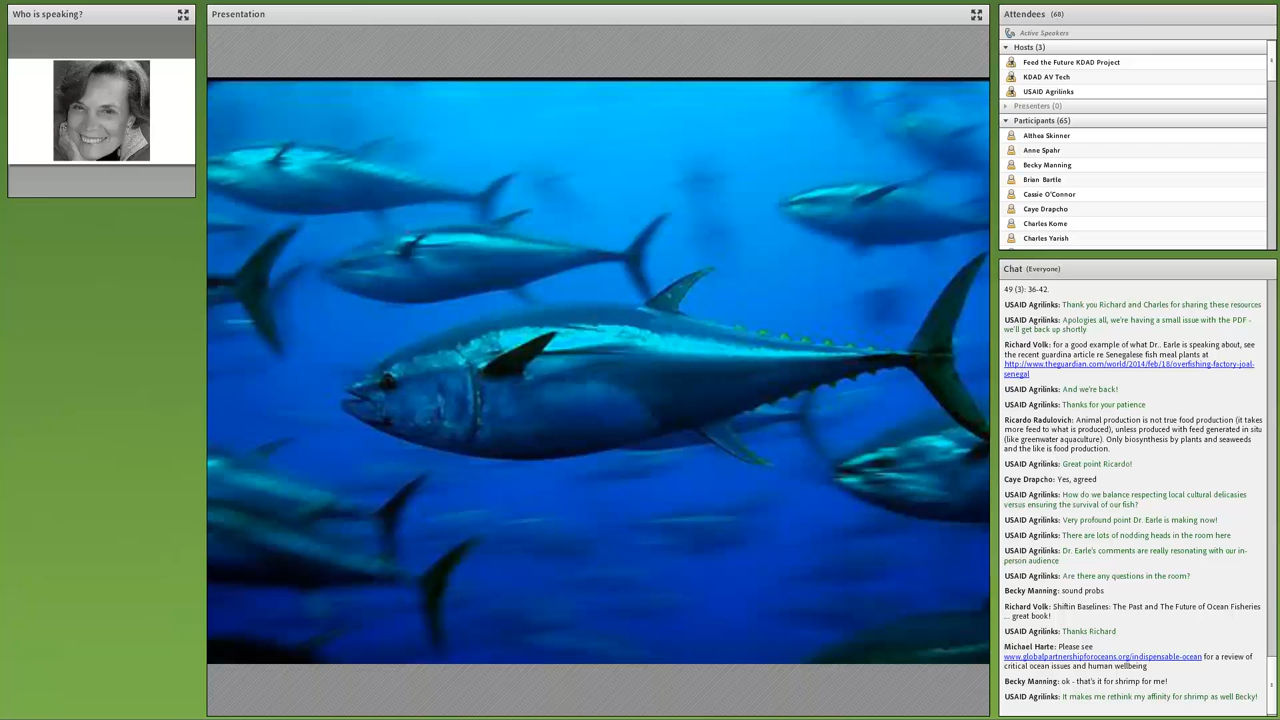 Who is speaking?
Presentation
Attendees (68)
Active Speakers
Hosts (3)
Feed the Future KDAD Project
KDAD AV Tech
USAID Agrilinks
Presenters (0)
Participants (65)
Althea Skinner
Anne Spahr
Becky Manning
Brian Bartle
Cassie O'Connor
Caye Drapcho
Charles Kome
Charles Yarish
Chat (Everyone)
49 (3): 36-42.
USAID Agrilinks: Thank you Richard and Charles for sharing these resources
USAID Agrilinks: Apologies all, we're having a small issue with the PDF -
we'll get back up shortly
Richard Volk: for a good example of what Dr.. Earle is speaking about, see
the recent guardina article re Senegalese fish meal plants at
http://www.theguardian.com/world/2014/feb/18/overfishing-factory-joal-
senegal
USAID Agrilinks: And we're back!
USAID Agrilinks: Thanks for your patience
Ricardo Radulovich: Animal production is not true food production (it takes
more feed to what is produced), unless produced with feed generated in situ
(like greenwater aquaculture). Only biosynthesis by plants and seaweeds
and the like is food production.
USAID Agrilinks: Great point Ricardo!
Caye Drapcho: Yes, agreed
USAID Agrilinks: How do we balance respecting local cultural delicasies
versus ensuring the survival of our fish?
USAID Agrilinks: Very profound point Dr. Earle is making now!
USAID Agrilinks: There are lots of nodding heads in the room here
USAID Agrilinks: Dr. Earle's comments are really resonating with our in-
person audience
USAID Agrilinks: Are there any questions in the room?
Becky Manning: sound probs
Richard Volk: Shiftin Baselines: The Past and The Future of Ocean Fisheries
... great book!
USAID Agrilinks: Thanks Richard
Michael Harte: Please see
www.globalpartnershipforoceans.org/indispensable-ocean for a review of
critical ocean issues and human wellbeing
Becky Manning: ok - that's it for shrimp for me!
USAID Agrilinks: It makes me rethink my affinity for shrimp as well Becky!